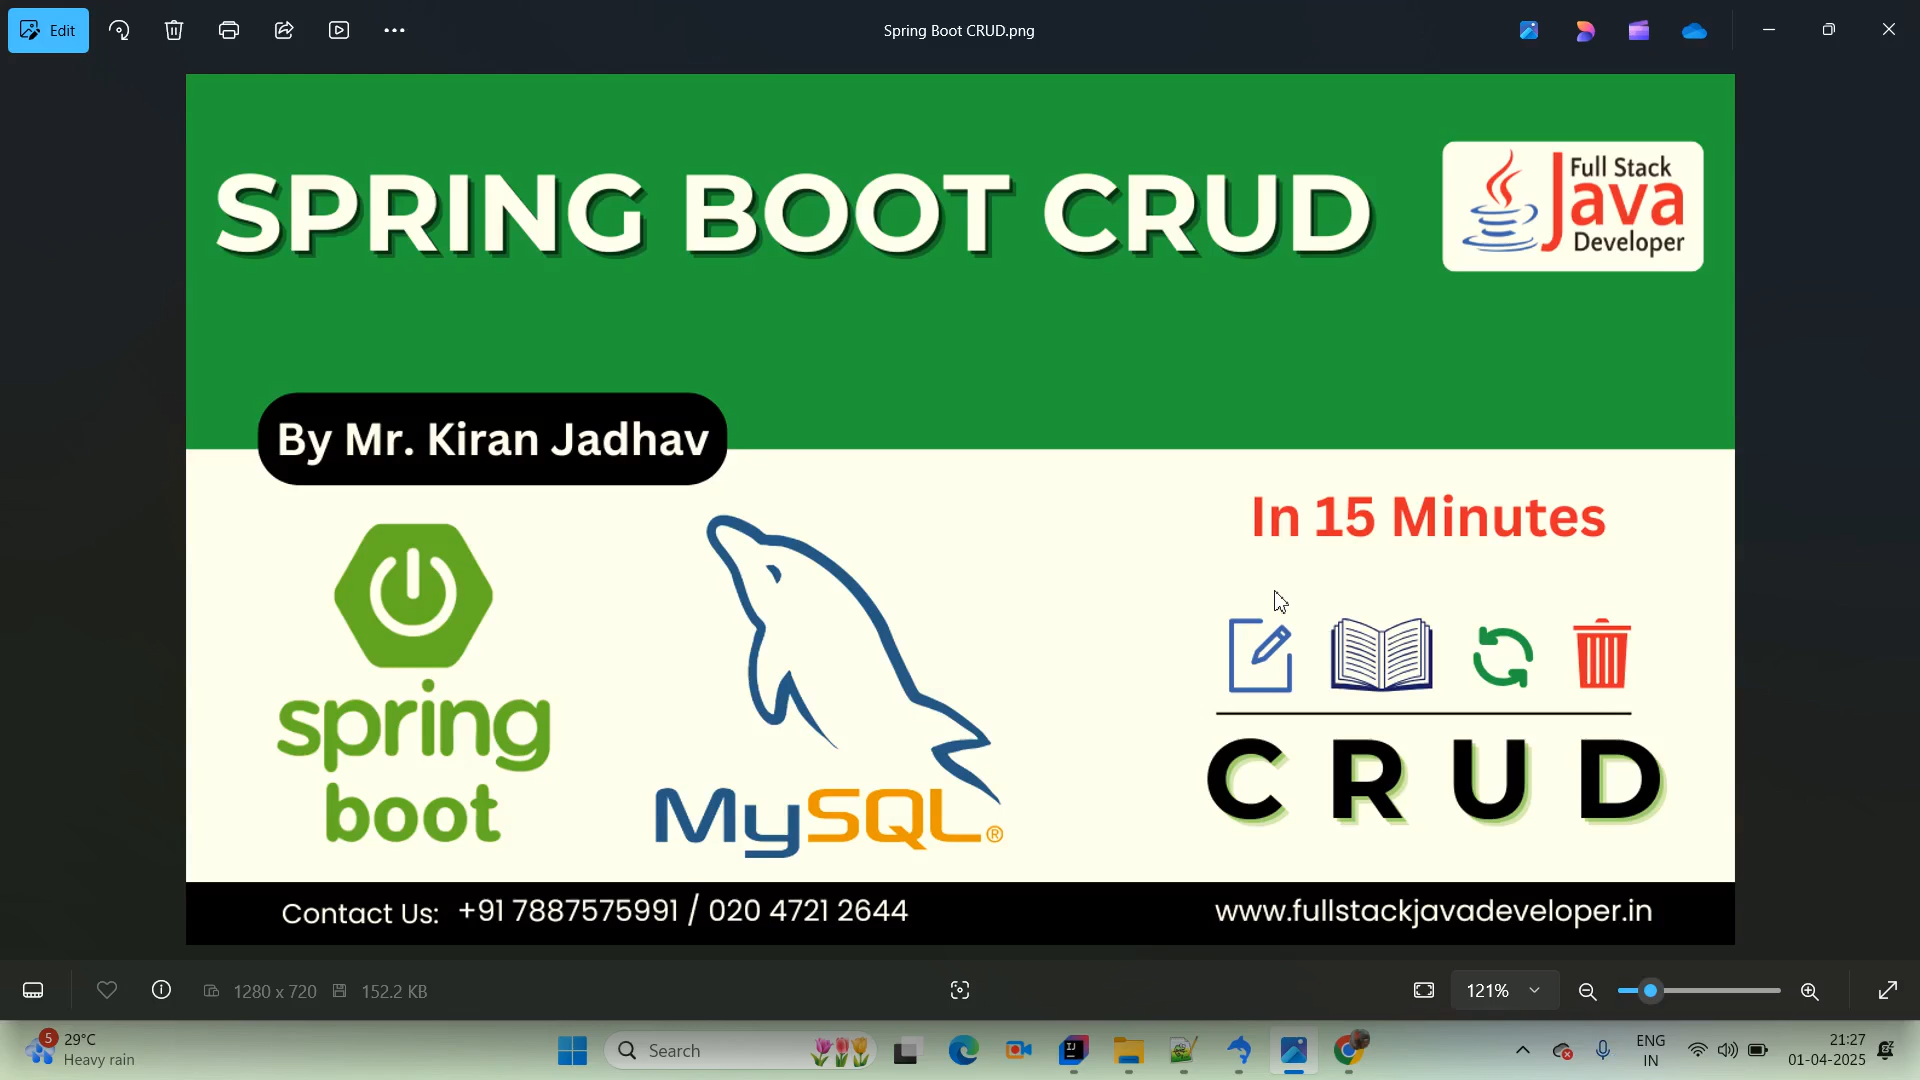 Edit
Spring Boot CRUD.png
SPRING BOOT CRUD
Full Stack
Java
Developer
By Mr. Kiran Jadhav
In 15 Minutes
spring
boot
MySQL®
C R U D
Contact Us: +91 7887575991 / 020 4721 2644
www.fullstackjavadeveloper.in
1280 x 720
152.2 KB
121%
5
29°C
Heavy rain
Search
IJ
ENG
IN
21:27
01-04-2025